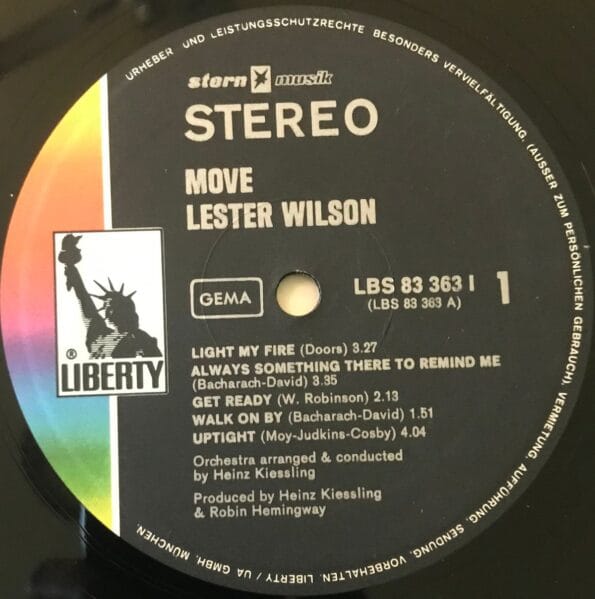 URHEBER UND LEISTUNGSSCHUTZRECHTE BESONDERS VERVIELFÄLTIGUNG, (AUSSER ZUM PERSÖNLICHEN GEBRAUCH), VERMIETUNG, AUFFÜHRUNG, SENDUNG, VORBEHALTEN. LIBERTY / UA GMBH, MÜNCHEN.
stern musik
STEREO
MOVE
LESTER WILSON
GEMA
LBS 83 363 I 1
(LBS 83 363 A)
® LIBERTY
LIGHT MY FIRE (Doors) 3.27
ALWAYS SOMETHING THERE TO REMIND ME
(Bacharach-David) 3.35
GET READY (W. Robinson) 2.13
WALK ON BY (Bacharach-David) 1.51
UPTIGHT (Moy-Judkins-Cosby) 4.04
Orchestra arranged & conducted
by Heinz Kiessling
Produced by Heinz Kiessling
& Robin Hemingway